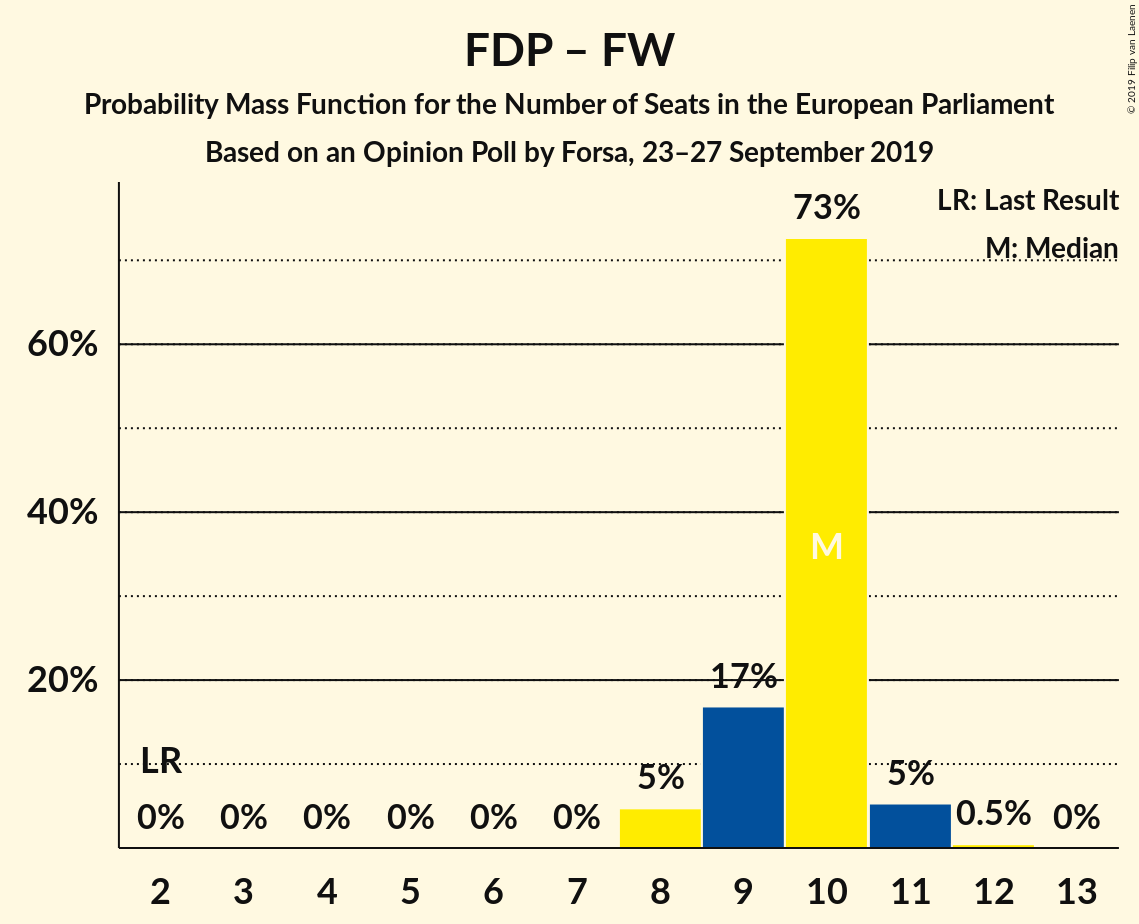 FDP – FW
Probability Mass Function for the Number of Seats in the European Parliament
Based on an Opinion Poll by Forsa, 23–27 September 2019
© 2019 Filip van Laenen
LR: Last Result
M: Median
73%
60%
40%
M
20%
17%
LR
5%
5%
0% 0% 0% 0% 0% 0% 0.5% 0%
2 3 4 5 6 7 8 9 10 11 12 13